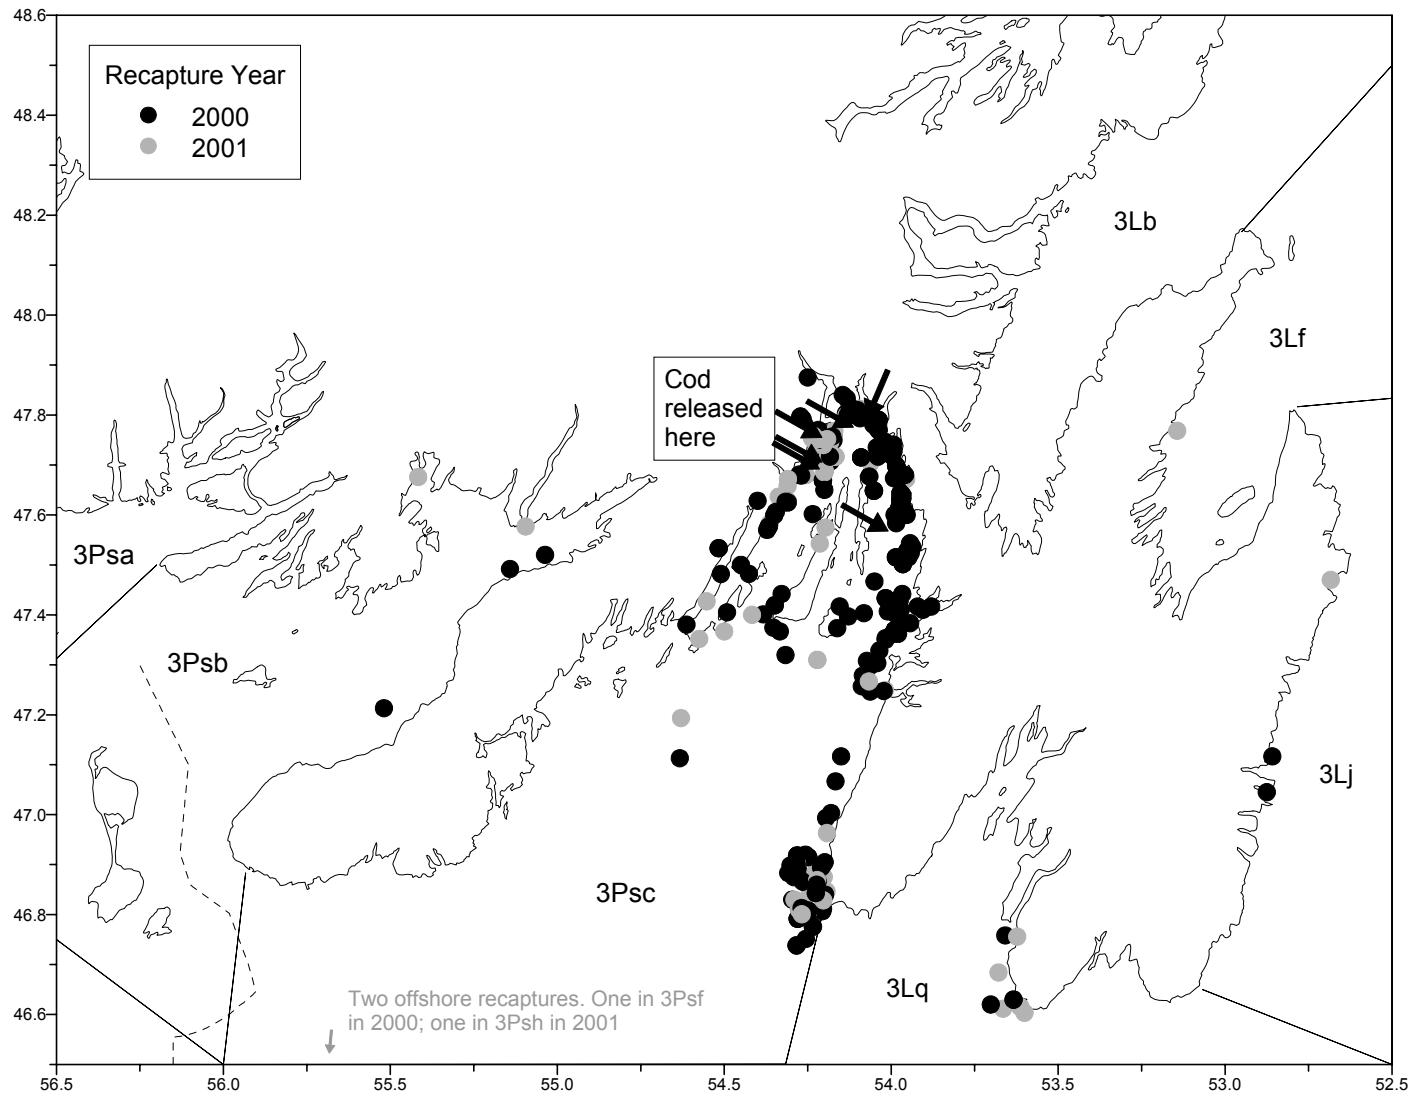 48.6
Recapture Year
2000
2001
48.4
48.2
3Lb
48.0
3Lf
47.8
Cod
released
here
47.6
3Psa
47.4
3Psb
47.2
3Lj
47.0
3Psc
46.8
3Lq
Two offshore recaptures. One in 3Psf
in 2000; one in 3Psh in 2001
46.6
56.5 56.0 55.5 55.0 54.5 54.0 53.5 53.0 52.5